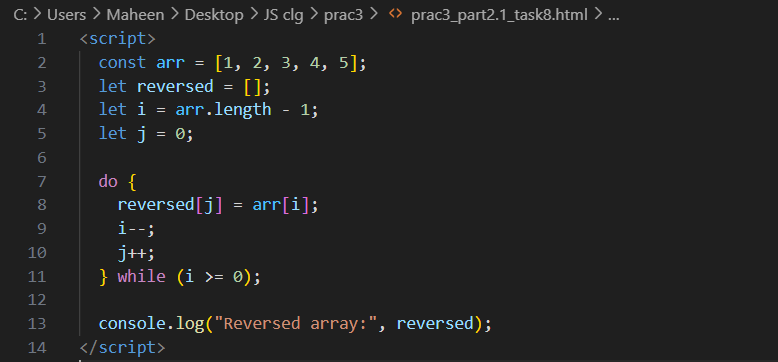 C: > Users > Maheen > Desktop > JS clg > prac3 > <> prac3_part2.1_task8.html > ...
1 <script>
2 const arr = [1, 2, 3, 4, 5];
3 let reversed = [];
4 let i = arr.length - 1;
5 let j = 0;
6
7 do {
8 reversed[j] = arr[i];
9 i--;
10 j++;
11 } while (i >= 0);
12
13 console.log("Reversed array:", reversed);
14 </script>